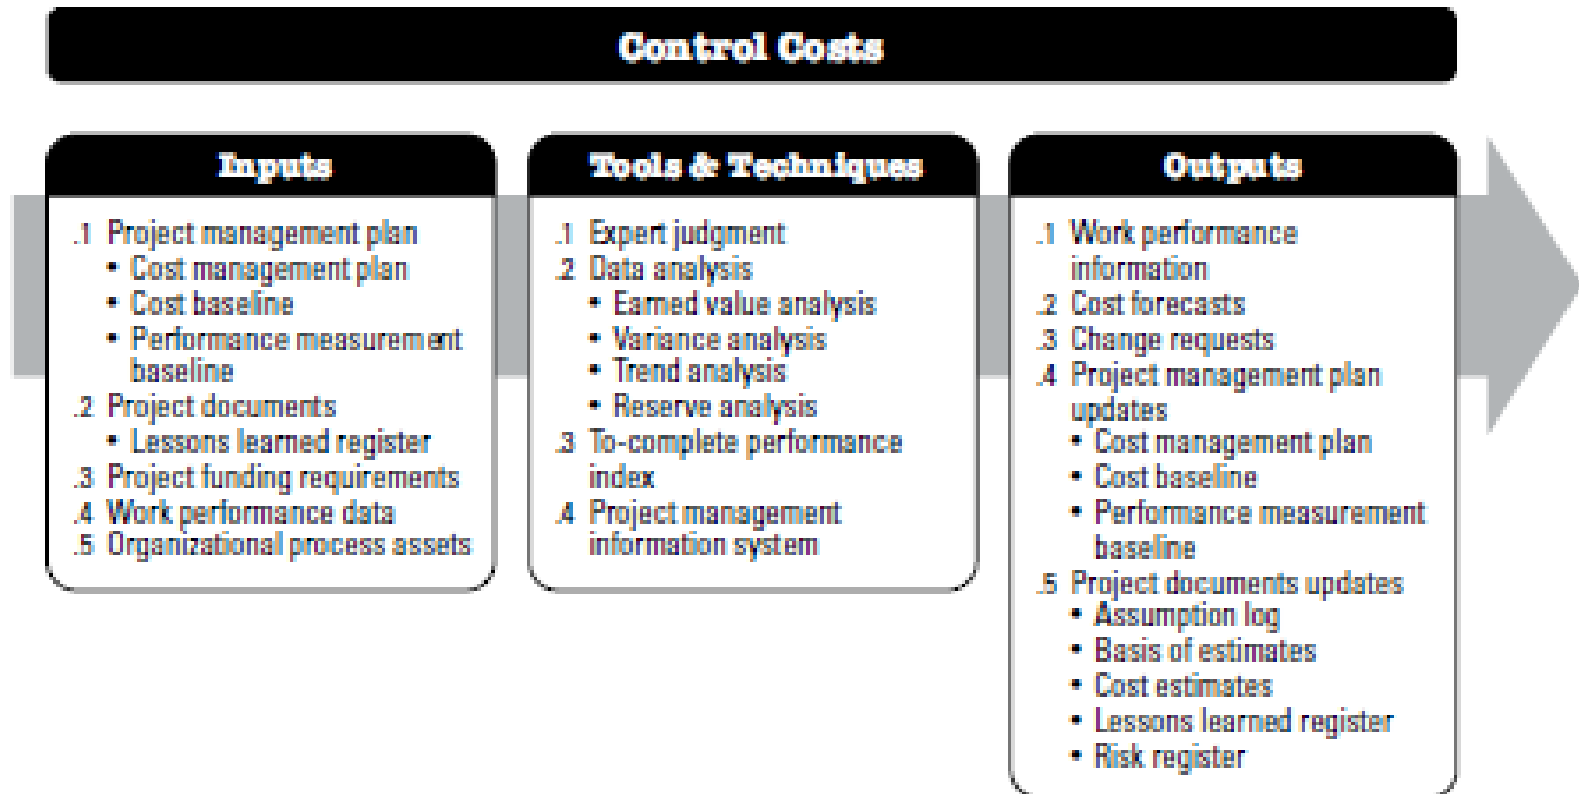 Control Costs
Inputs
.1 Project management plan
• Cost management plan
• Cost baseline
• Performance measurement
baseline
.2 Project documents
• Lessons learned register
.3 Project funding requirements
.4 Work performance data
.5 Organizational process assets
Tools & Techniques
.1 Expert judgment
.2 Data analysis
• Earned value analysis
• Variance analysis
• Trend analysis
• Reserve analysis
.3 To-complete performance
index
.4 Project management
information system
Outputs
.1 Work performance
information
.2 Cost forecasts
.3 Change requests
.4 Project management plan
updates
• Cost management plan
• Cost baseline
• Performance measurement
baseline
.5 Project documents updates
• Assumption log
• Basis of estimates
• Cost estimates
• Lessons learned register
• Risk register